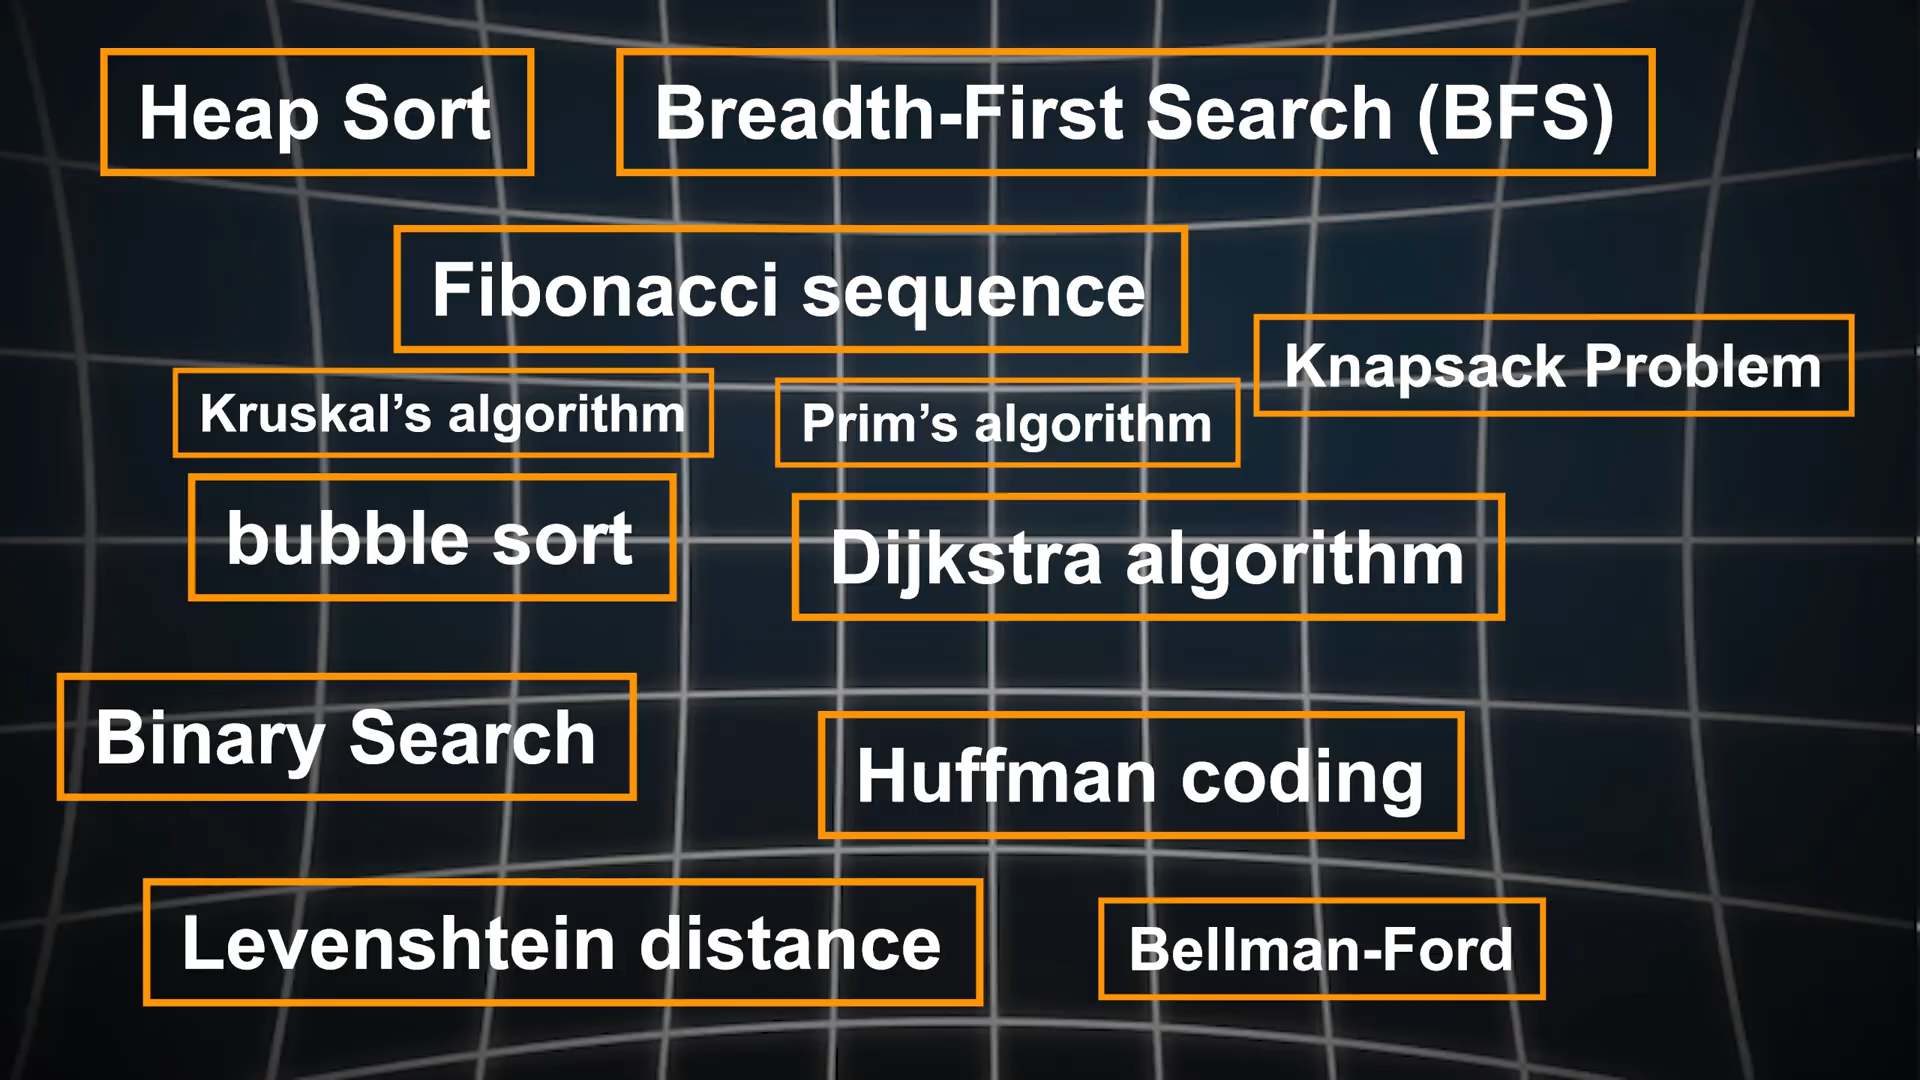 Heap Sort
Breadth-First Search (BFS)
Fibonacci sequence
Knapsack Problem
Kruskal’s algorithm
Prim’s algorithm
bubble sort
Dijkstra algorithm
Binary Search
Huffman coding
Levenshtein distance
Bellman-Ford